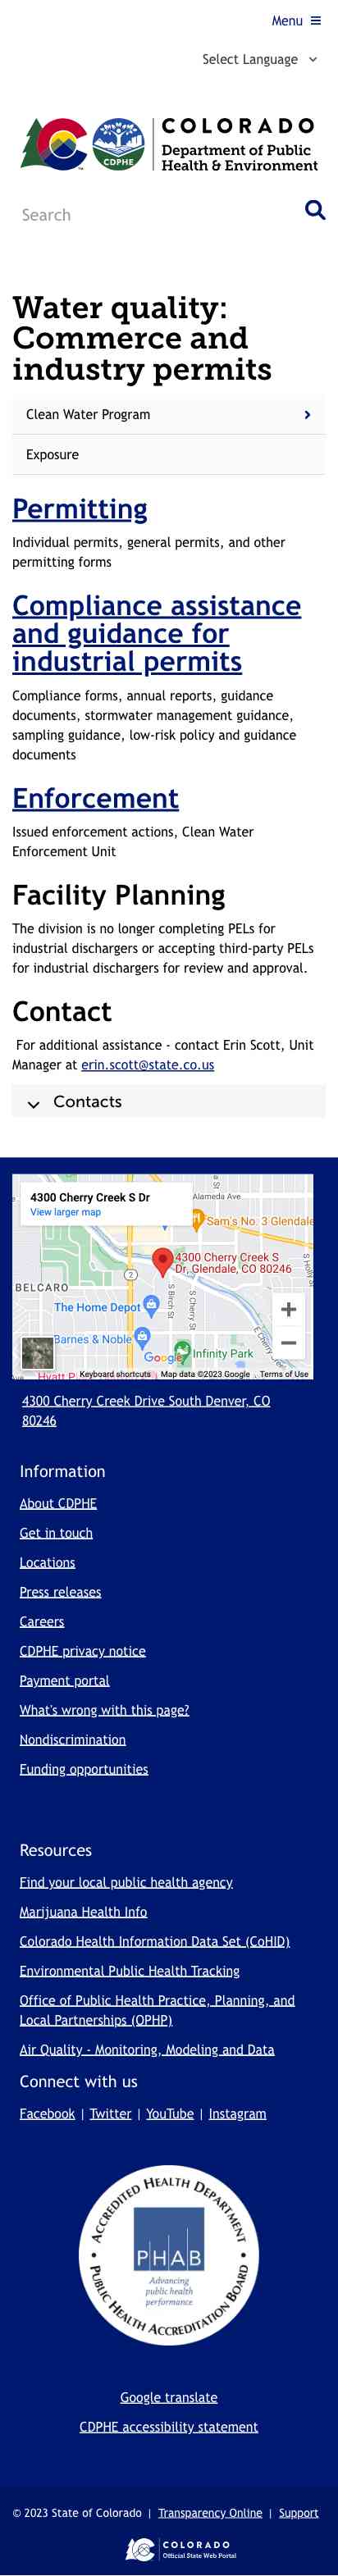 Menu
Select Language
COLORADO
Department of Public
Health & Environment
CDPHE
Search
Water quality:
Commerce and
industry permits
Clean Water Program
Exposure
Permitting
Individual permits, general permits, and other
permitting forms
Compliance assistance
and guidance for
industrial permits
Compliance forms, annual reports, guidance
documents, stormwater management guidance,
sampling guidance, low-risk policy and guidance
documents
Enforcement
Issued enforcement actions, Clean Water
Enforcement Unit
Facility Planning
The division is no longer completing PELs for
industrial dischargers or accepting third-party PELs
for industrial dischargers for review and approval.
Contact
For additional assistance - contact Erin Scott, Unit
Manager at erin.scott@state.co.us
Contacts
4300 Cherry Creek S Dr
View larger map
Alameda Ave
Sam's No. 3 Glendale
4300 Cherry Creek S
Dr, Glendale, CO 80246
2
BELCARO
S Birch St
S Cherry St
S Holly
The Home Depot
E Cherry Creek
Barnes & Noble
Infinity Park
Google
Hyatt
Keyboard shortcuts
Map data ©2023 Google
Terms of Use
4300 Cherry Creek Drive South Denver, CO
80246
Information
About CDPHE
Get in touch
Locations
Press releases
Careers
CDPHE privacy notice
Payment portal
What's wrong with this page?
Nondiscrimination
Funding opportunities
Resources
Find your local public health agency
Marijuana Health Info
Colorado Health Information Data Set (CoHID)
Environmental Public Health Tracking
Office of Public Health Practice, Planning, and
Local Partnerships (OPHP)
Air Quality - Monitoring, Modeling and Data
Connect with us
Facebook | Twitter | YouTube | Instagram
ACCREDITED HEALTH DEPARTMENT
PHAB
Advancing
public health
performance
PUBLIC HEALTH ACCREDITATION BOARD
Google translate
CDPHE accessibility statement
© 2023 State of Colorado | Transparency Online | Support
COLORADO
Official State Web Portal